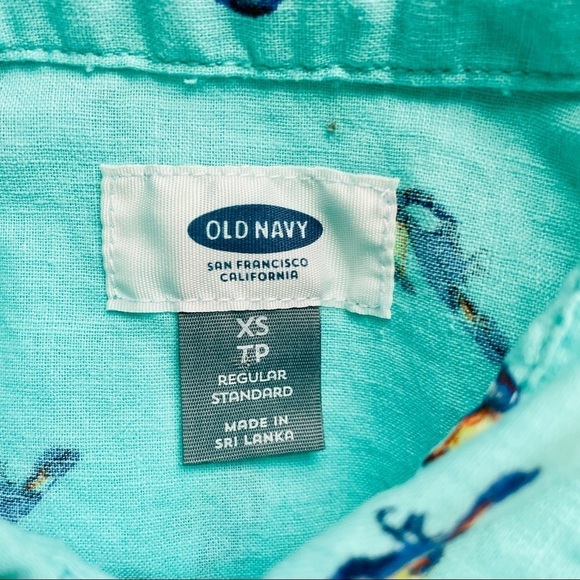 OLD NAVY
SAN FRANCISCO
CALIFORNIA
XS
TP
REGULAR
STANDARD
MADE IN
SRI LANKA